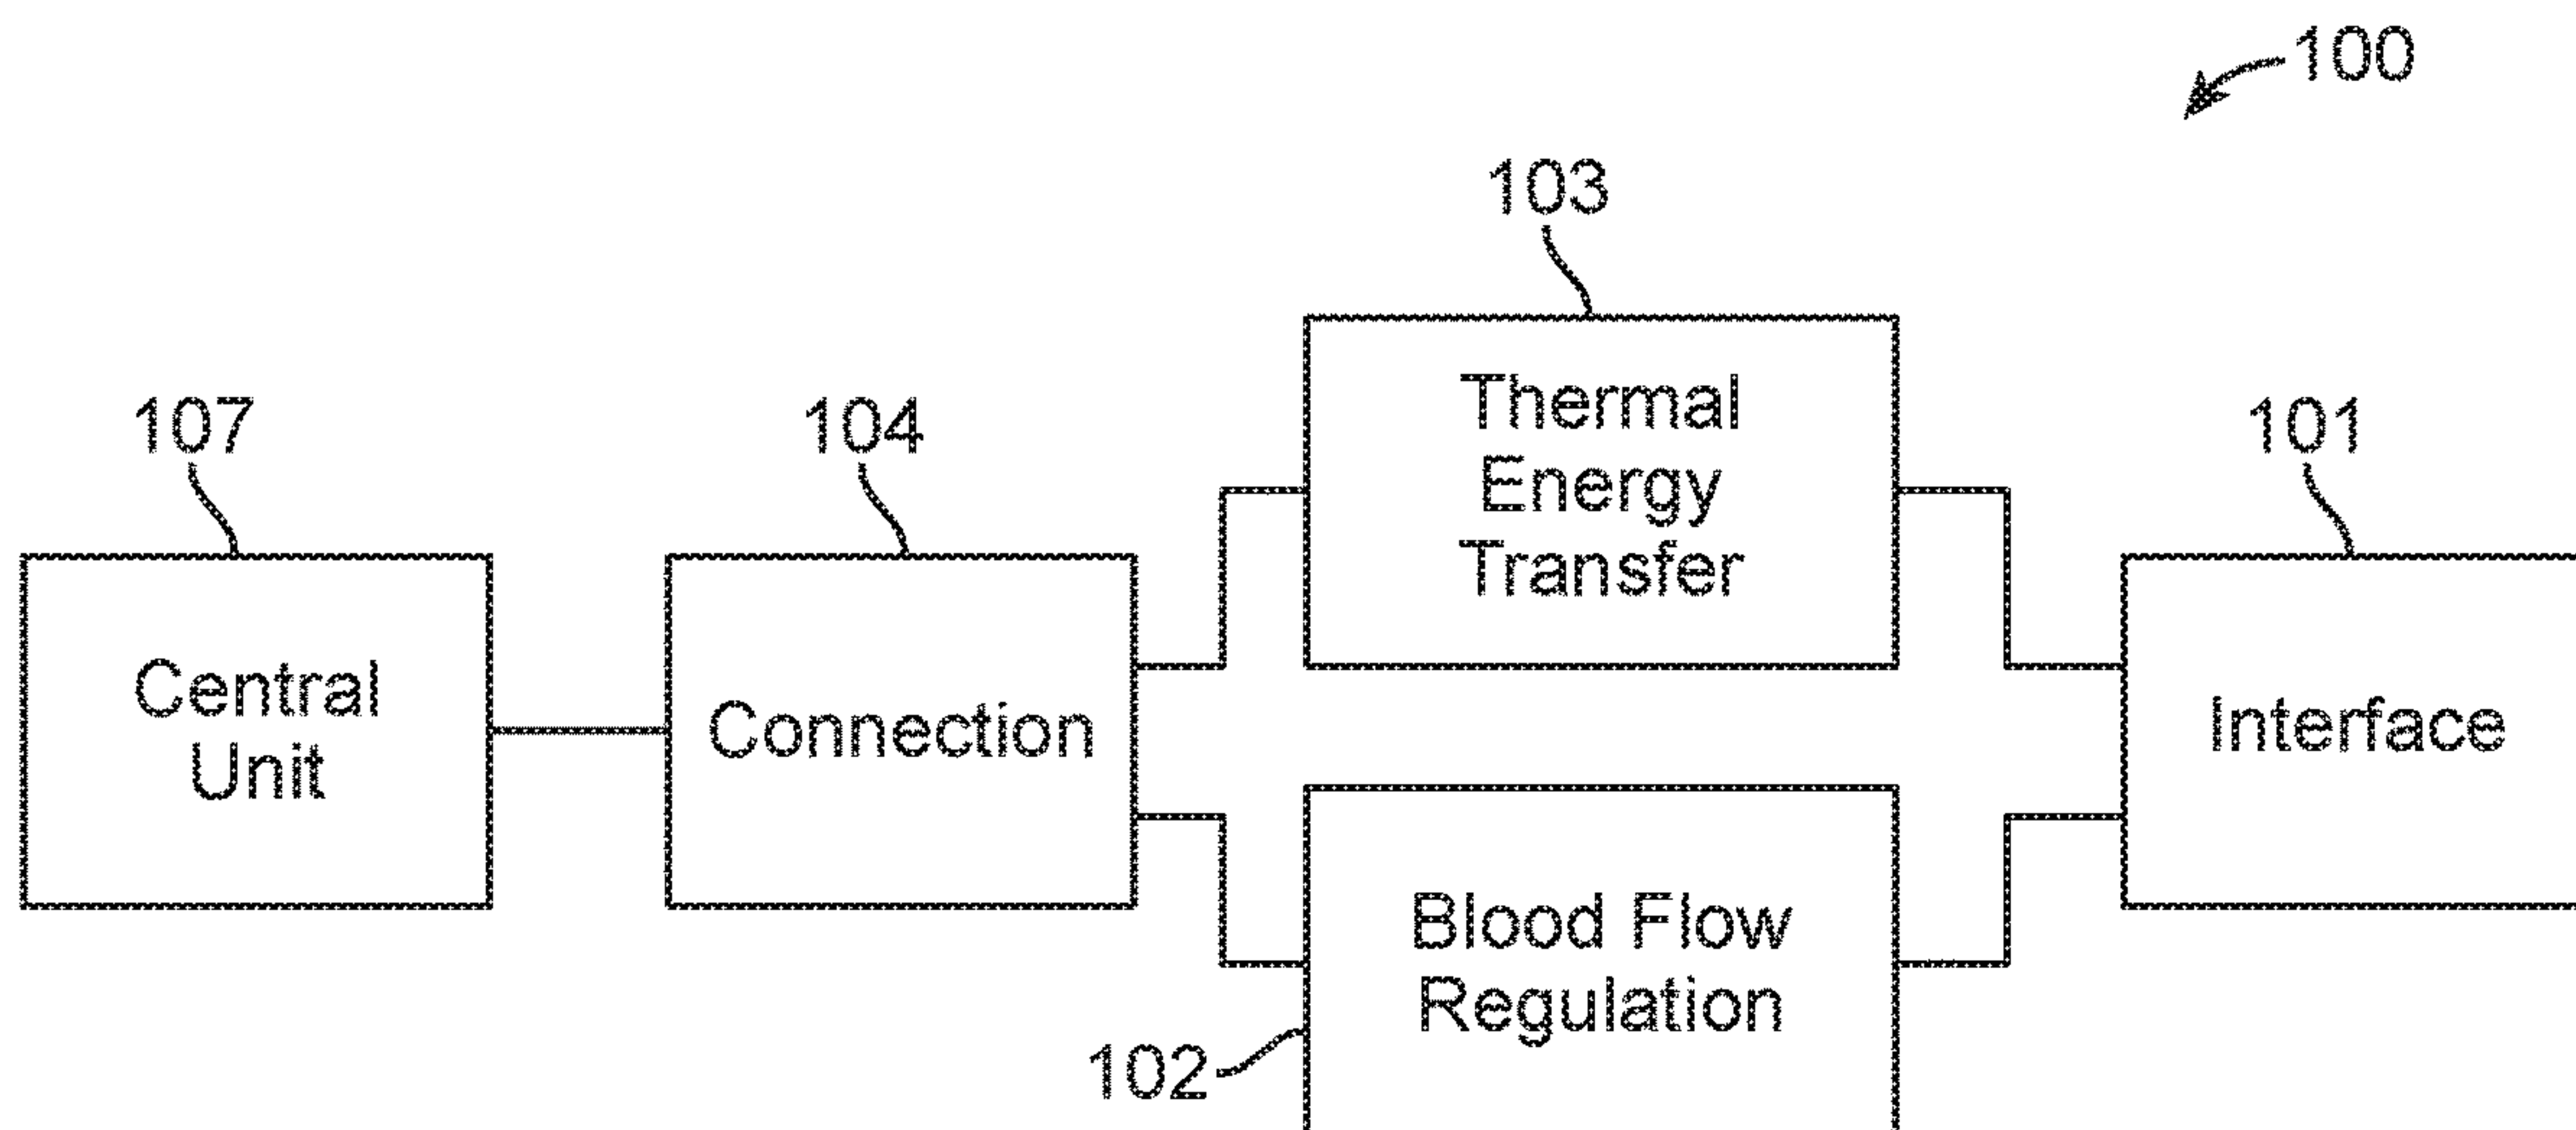 100
103
Thermal
Energy
Transfer
107
104
101
Central
Unit
Connection
Interface
Blood Flow
Regulation
102